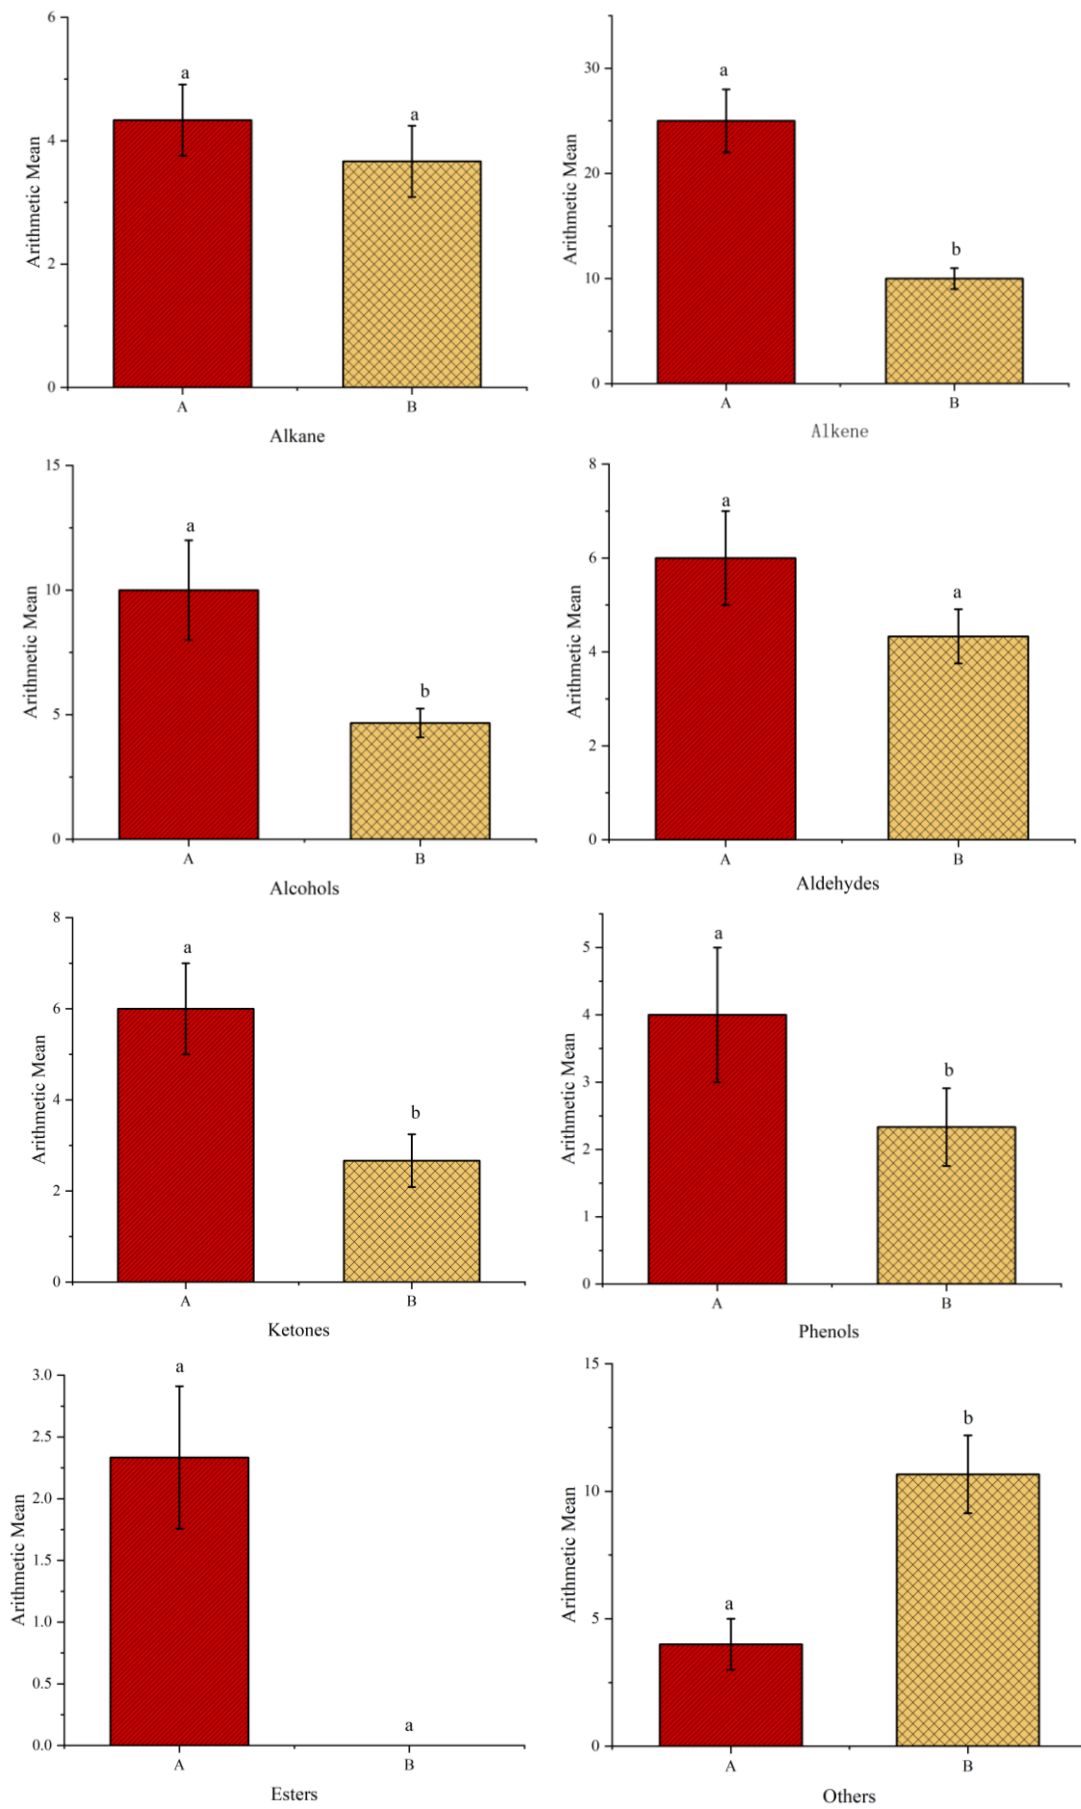 6
4
2
0
Arithmetic Mean
a
a
A
B
Alkane
30
20
10
0
Arithmetic Mean
a
b
A
B
Alkene
15
10
5
0
Arithmetic Mean
a
b
A
B
Alcohols
8
6
4
2
0
Arithmetic Mean
a
a
A
B
Aldehydes
8
6
4
2
0
Arithmetic Mean
a
b
A
B
Ketones
5
4
3
2
1
0
Arithmetic Mean
a
b
A
B
Phenols
3.0
2.5
2.0
1.5
1.0
0.5
0.0
Arithmetic Mean
a
a
A
B
Esters
15
10
5
0
Arithmetic Mean
a
b
A
B
Others